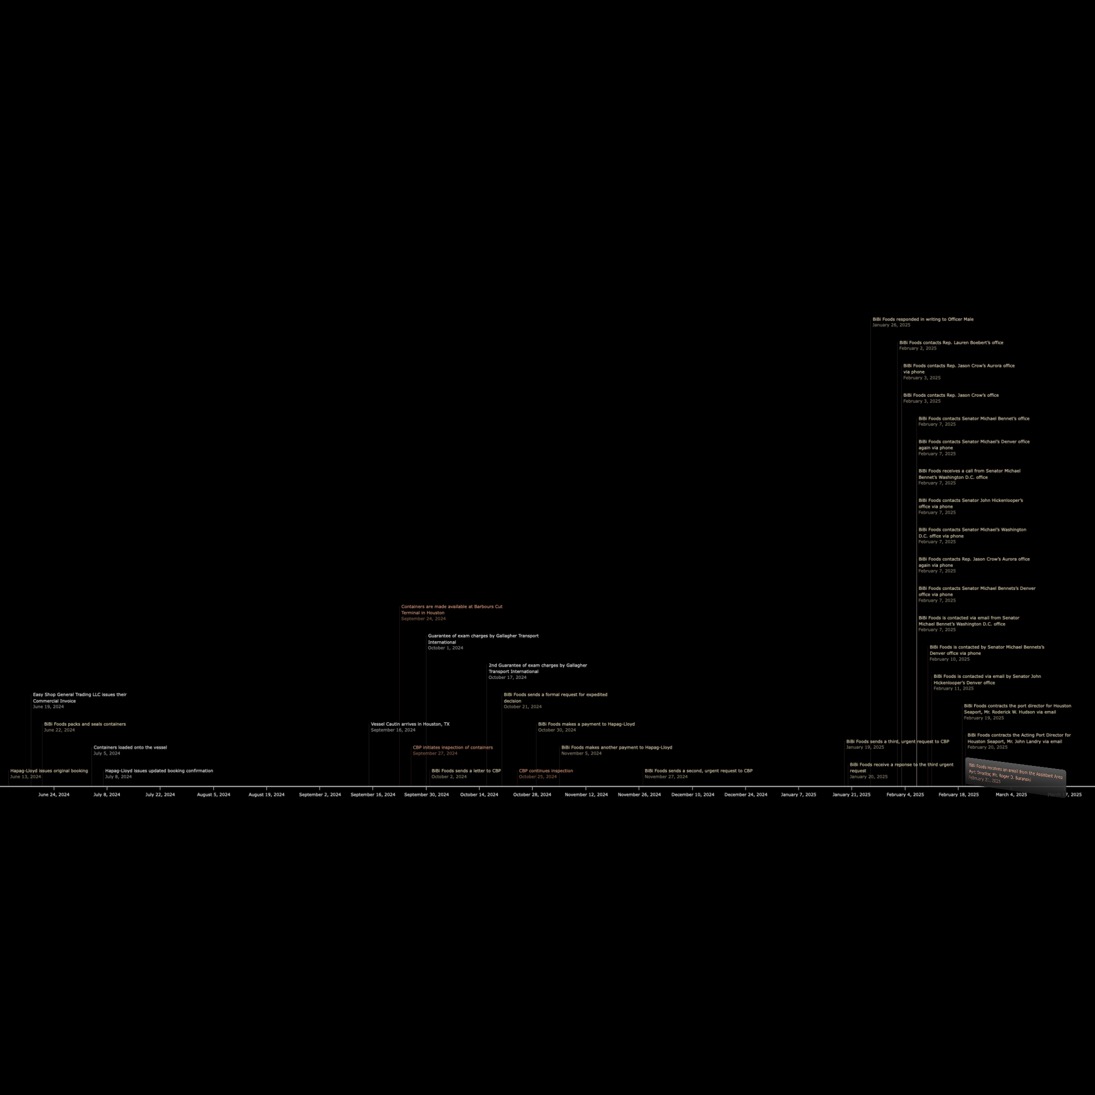 BiBi Foods responded in writing to Officer Male
January 26, 2025
BiBi Foods contacts Rep. Lauren Boebert's office
February 2, 2025
BiBi Foods contacts Rep. Jason Crow's Aurora office
via phone
February 3, 2025
BiBi Foods contacts Rep. Jason Crow's office
February 3, 2025
BiBi Foods contacts Senator Michael Bennet's office
February 7, 2025
BiBi Foods contacts Senator Michael's Denver office
again via phone
February 7, 2025
BiBi Foods receives a call from Senator Michael
Bennet's Washington D.C. office
February 7, 2025
BiBi Foods contacts Senator John Hickenlooper's
office via phone
February 7, 2025
BiBi Foods contacts Senator Michael's Washington
D.C. office via phone
February 7, 2025
BiBi Foods contacts Rep. Jason Crow's Aurora office
again via phone
February 7, 2025
BiBi Foods contacts Senator Michael Bennets's Denver
office via phone
February 7, 2025
BiBi Foods is contacted via email from Senator
Michael Bennet's Washington D.C. office
February 7, 2025
Containers are made available at Barbours Cut
Terminal in Houston
September 24, 2024
Guarantee of exam charges by Gallagher Transport
International
October 1, 2024
BiBi Foods is contacted by Senator Michael Bennets's
Denver office via phone
February 10, 2025
2nd Guarantee of exam charges by Gallagher
Transport International
October 17, 2024
BiBi Foods is contacted via email by Senator John
Hickenlooper's Denver office
February 11, 2025
Easy Shop General Trading LLC issues their
Commercial Invoice
June 19, 2024
BiBi Foods sends a formal request for expedited
decision
October 21, 2024
BiBi Foods contracts the port director for Houston
Seaport, Mr. Roderick W. Hudson via email
February 19, 2025
BiBi Foods packs and seals containers
June 22, 2024
Vessel Cautin arrives in Houston, TX
September 16, 2024
BiBi Foods makes a payment to Hapag-Lloyd
October 30, 2024
BiBi Foods contracts the Acting Port Director for
Houston Seaport, Mr. John Landry via email
February 20, 2025
Containers loaded onto the vessel
July 5, 2024
CBP initiates inspection of containers
September 27, 2024
BiBi Foods makes another payment to Hapag-Lloyd
November 5, 2024
BiBi Foods sends a third, urgent request to CBP
January 19, 2025
Hapag-Lloyd issues original booking
June 13, 2024
Hapag-Lloyd issues updated booking confirmation
July 8, 2024
BiBi Foods sends a letter to CBP
October 2, 2024
CBP continues inspection
October 25, 2024
BiBi Foods sends a second, urgent request to CBP
November 27, 2024
BiBi Foods receive a reponse to the third urgent
request
January 20, 2025
BiBi Foods receives an email from the Assistant Area
Port Director,
June 24, 2024
July 8, 2024
July 22, 2024
August 5, 2024
August 19, 2024
September 2, 2024
September 16, 2024
September 30, 2024
October 14, 2024
October 28, 2024
November 12, 2024
November 26, 2024
December 10, 2024
December 24, 2024
January 7, 2025
January 21, 2025
February 4, 2025
February 18, 2025
March 4, 2025